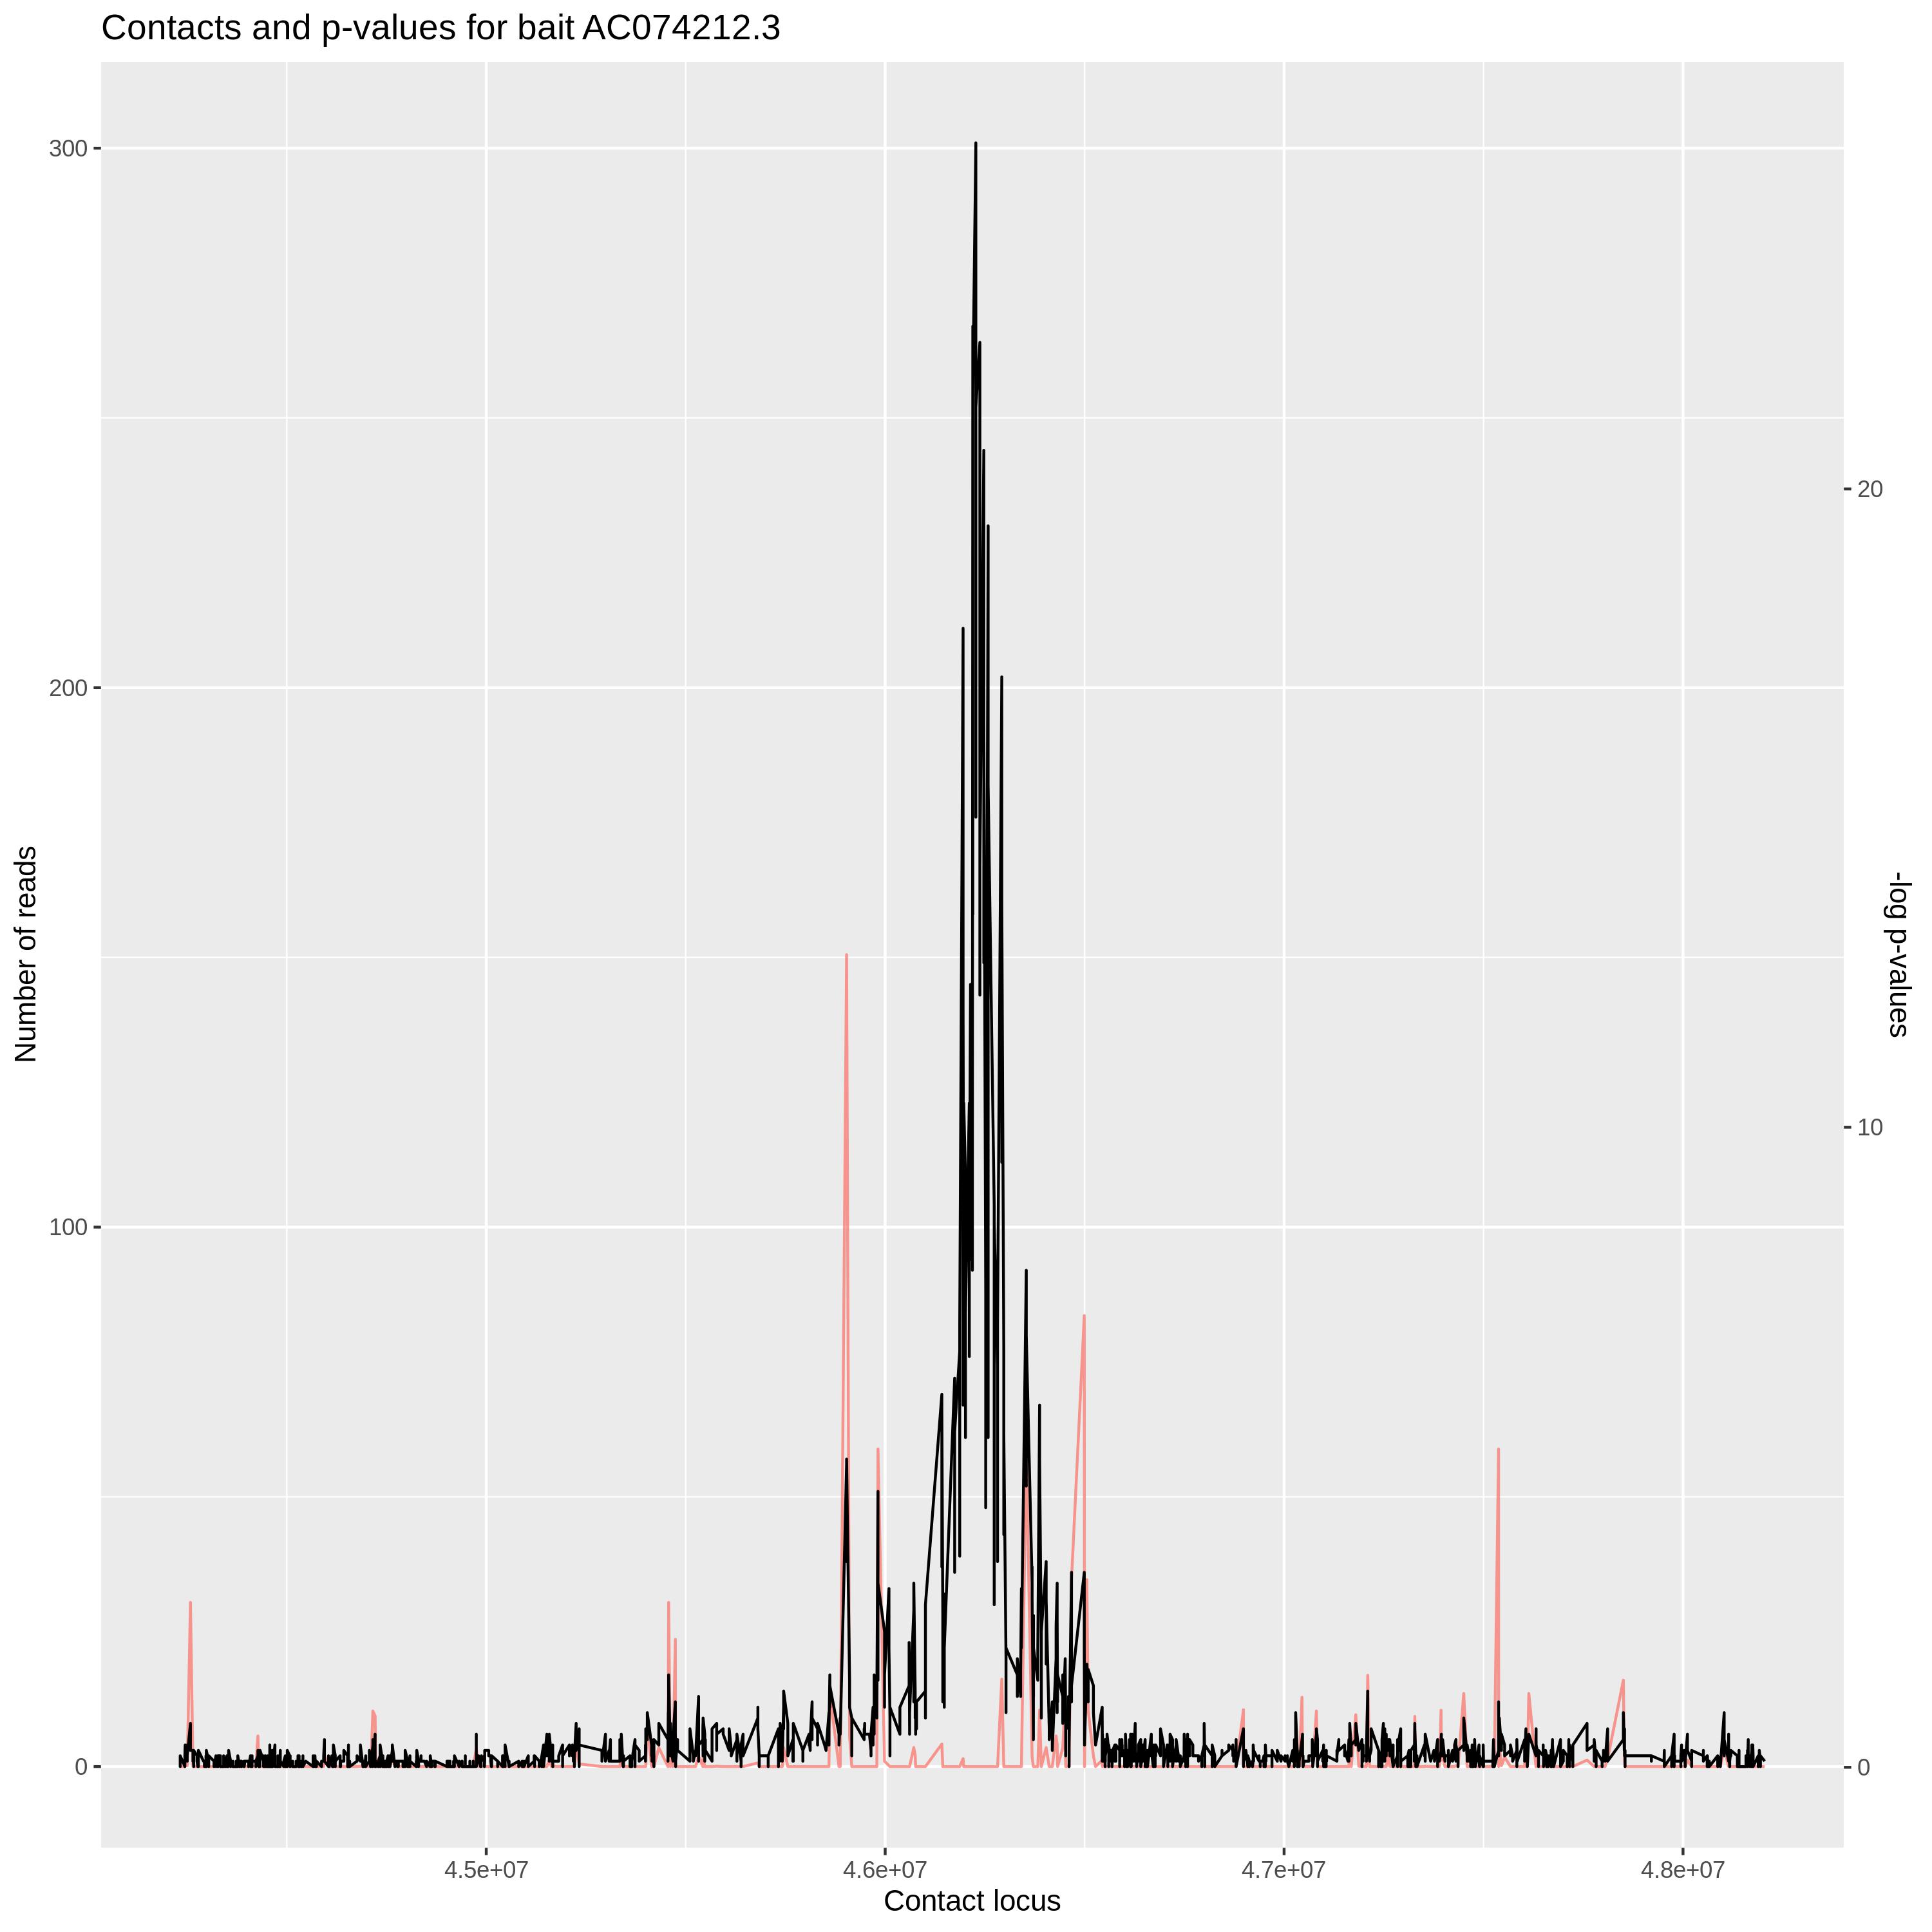 Contacts and p-values for bait AC074212.3
300
200
100
0
Number of reads
20
10
0
-log p-values
4.5e+07 4.6e+07 4.7e+07 4.8e+07
Contact locus